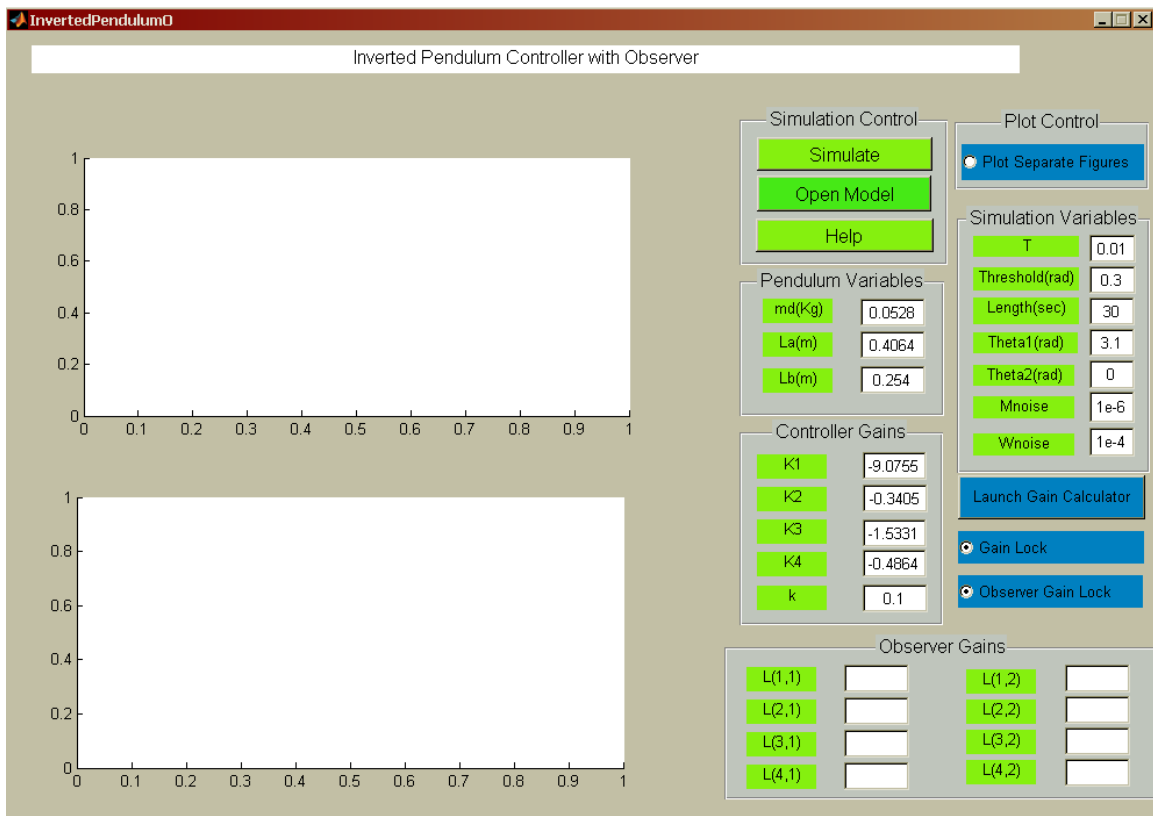 InvertedPendulumO
Inverted Pendulum Controller with Observer
1
0.8
0.6
0.4
0.2
0
0 0.1 0.2 0.3 0.4 0.5 0.6 0.7 0.8 0.9 1
1
0.8
0.6
0.4
0.2
0
0 0.1 0.2 0.3 0.4 0.5 0.6 0.7 0.8 0.9 1
Simulation Control
Simulate
Open Model
Help
Plot Control
Plot Separate Figures
Pendulum Variables
md(Kg) 0.0528
La(m) 0.4064
Lb(m) 0.254
Simulation Variables
T 0.01
Threshold(rad) 0.3
Length(sec) 30
Theta1(rad) 3.1
Theta2(rad) 0
Mnoise 1e-6
Wnoise 1e-4
Controller Gains
K1 -9.0755
K2 -0.3405
K3 -1.5331
K4 -0.4864
k 0.1
Launch Gain Calculator
Gain Lock
Observer Gain Lock
Observer Gains
L(1,1) L(1,2)
L(2,1) L(2,2)
L(3,1) L(3,2)
L(4,1) L(4,2)